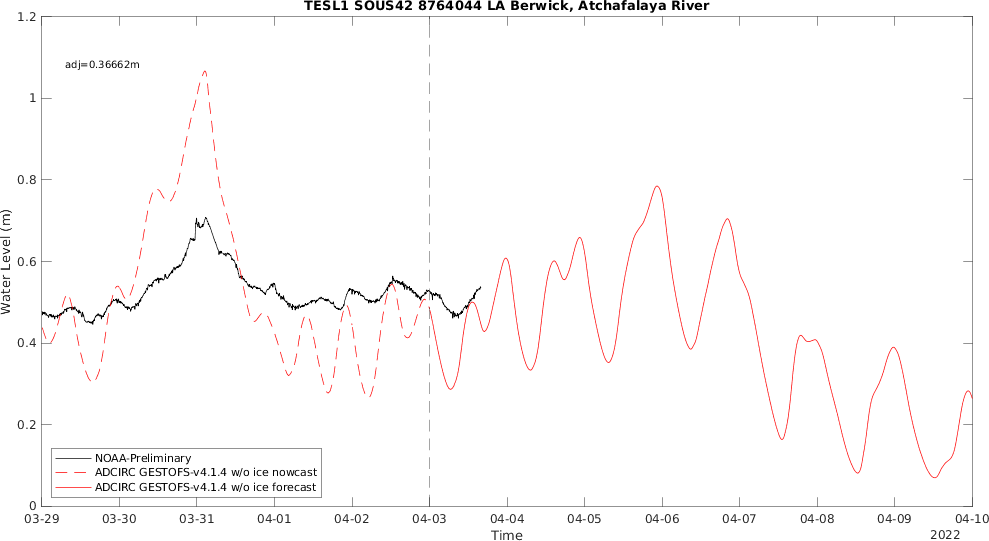 TESL1 SOUS42 8764044 LA Berwick, Atchafalaya River
adj=0.36662m
1.2
1
0.8
0.6
0.4
0.2
0
Water Level (m)
NOAA-Preliminary
ADCIRC GESTOFS-v4.1.4 w/o ice nowcast
ADCIRC GESTOFS-v4.1.4 w/o ice forecast
03-29 03-30 03-31 04-01 04-02 04-03 04-04 04-05 04-06 04-07 04-08 04-09 04-10
Time
2022